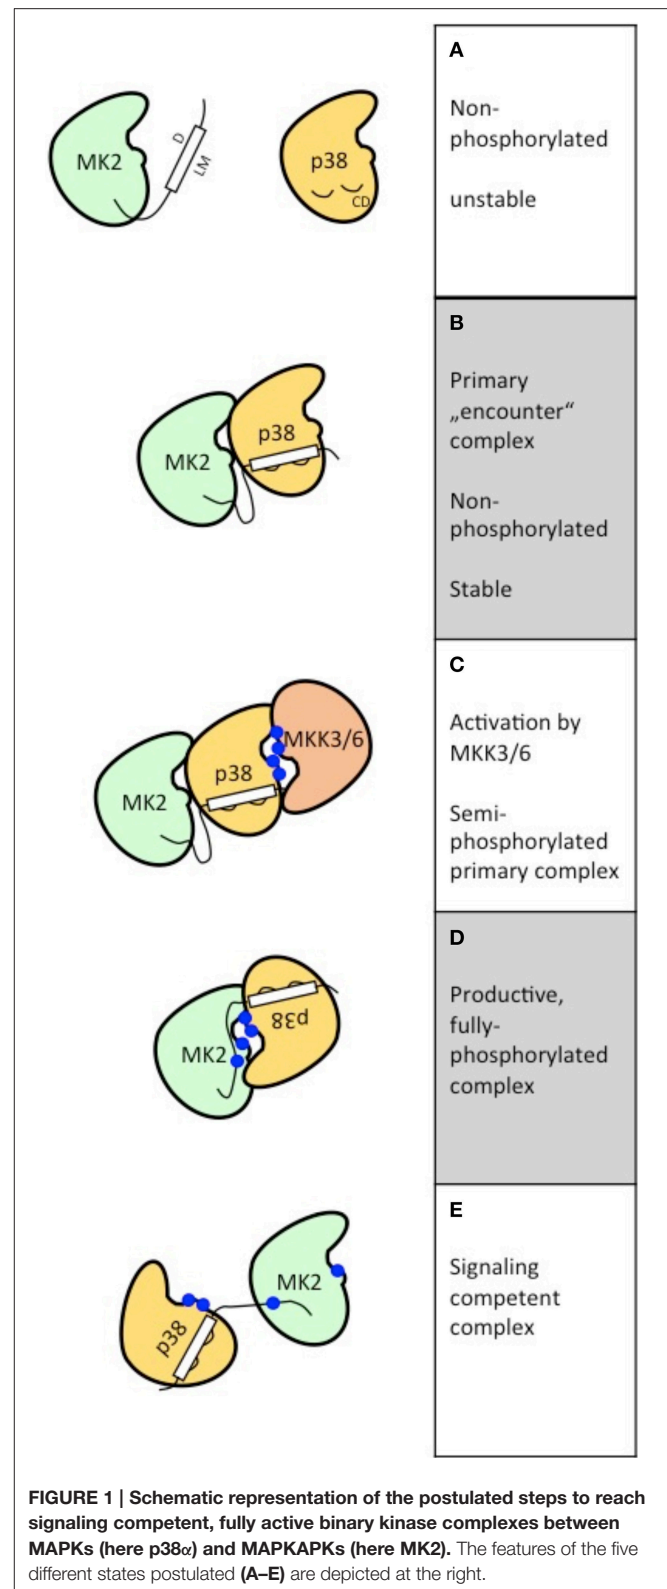 A
MK2
D
LM
p38
CD
Non-
phosphorylated
unstable
B
p38
MK2
Primary
„encounter“
complex
Non-
phosphorylated
Stable
C
MKK3/6
p38
MK2
Activation by
MKK3/6
Semi-
phosphorylated
primary complex
D
p38
MK2
Productive,
fully-
phosphorylated
complex
E
MK2
p38
Signaling
competent
complex
FIGURE 1 | Schematic representation of the postulated steps to reach
signaling competent, fully active binary kinase complexes between
MAPKs (here p38α) and MAPKAPKs (here MK2). The features of the five
different states postulated (A–E) are depicted at the right.